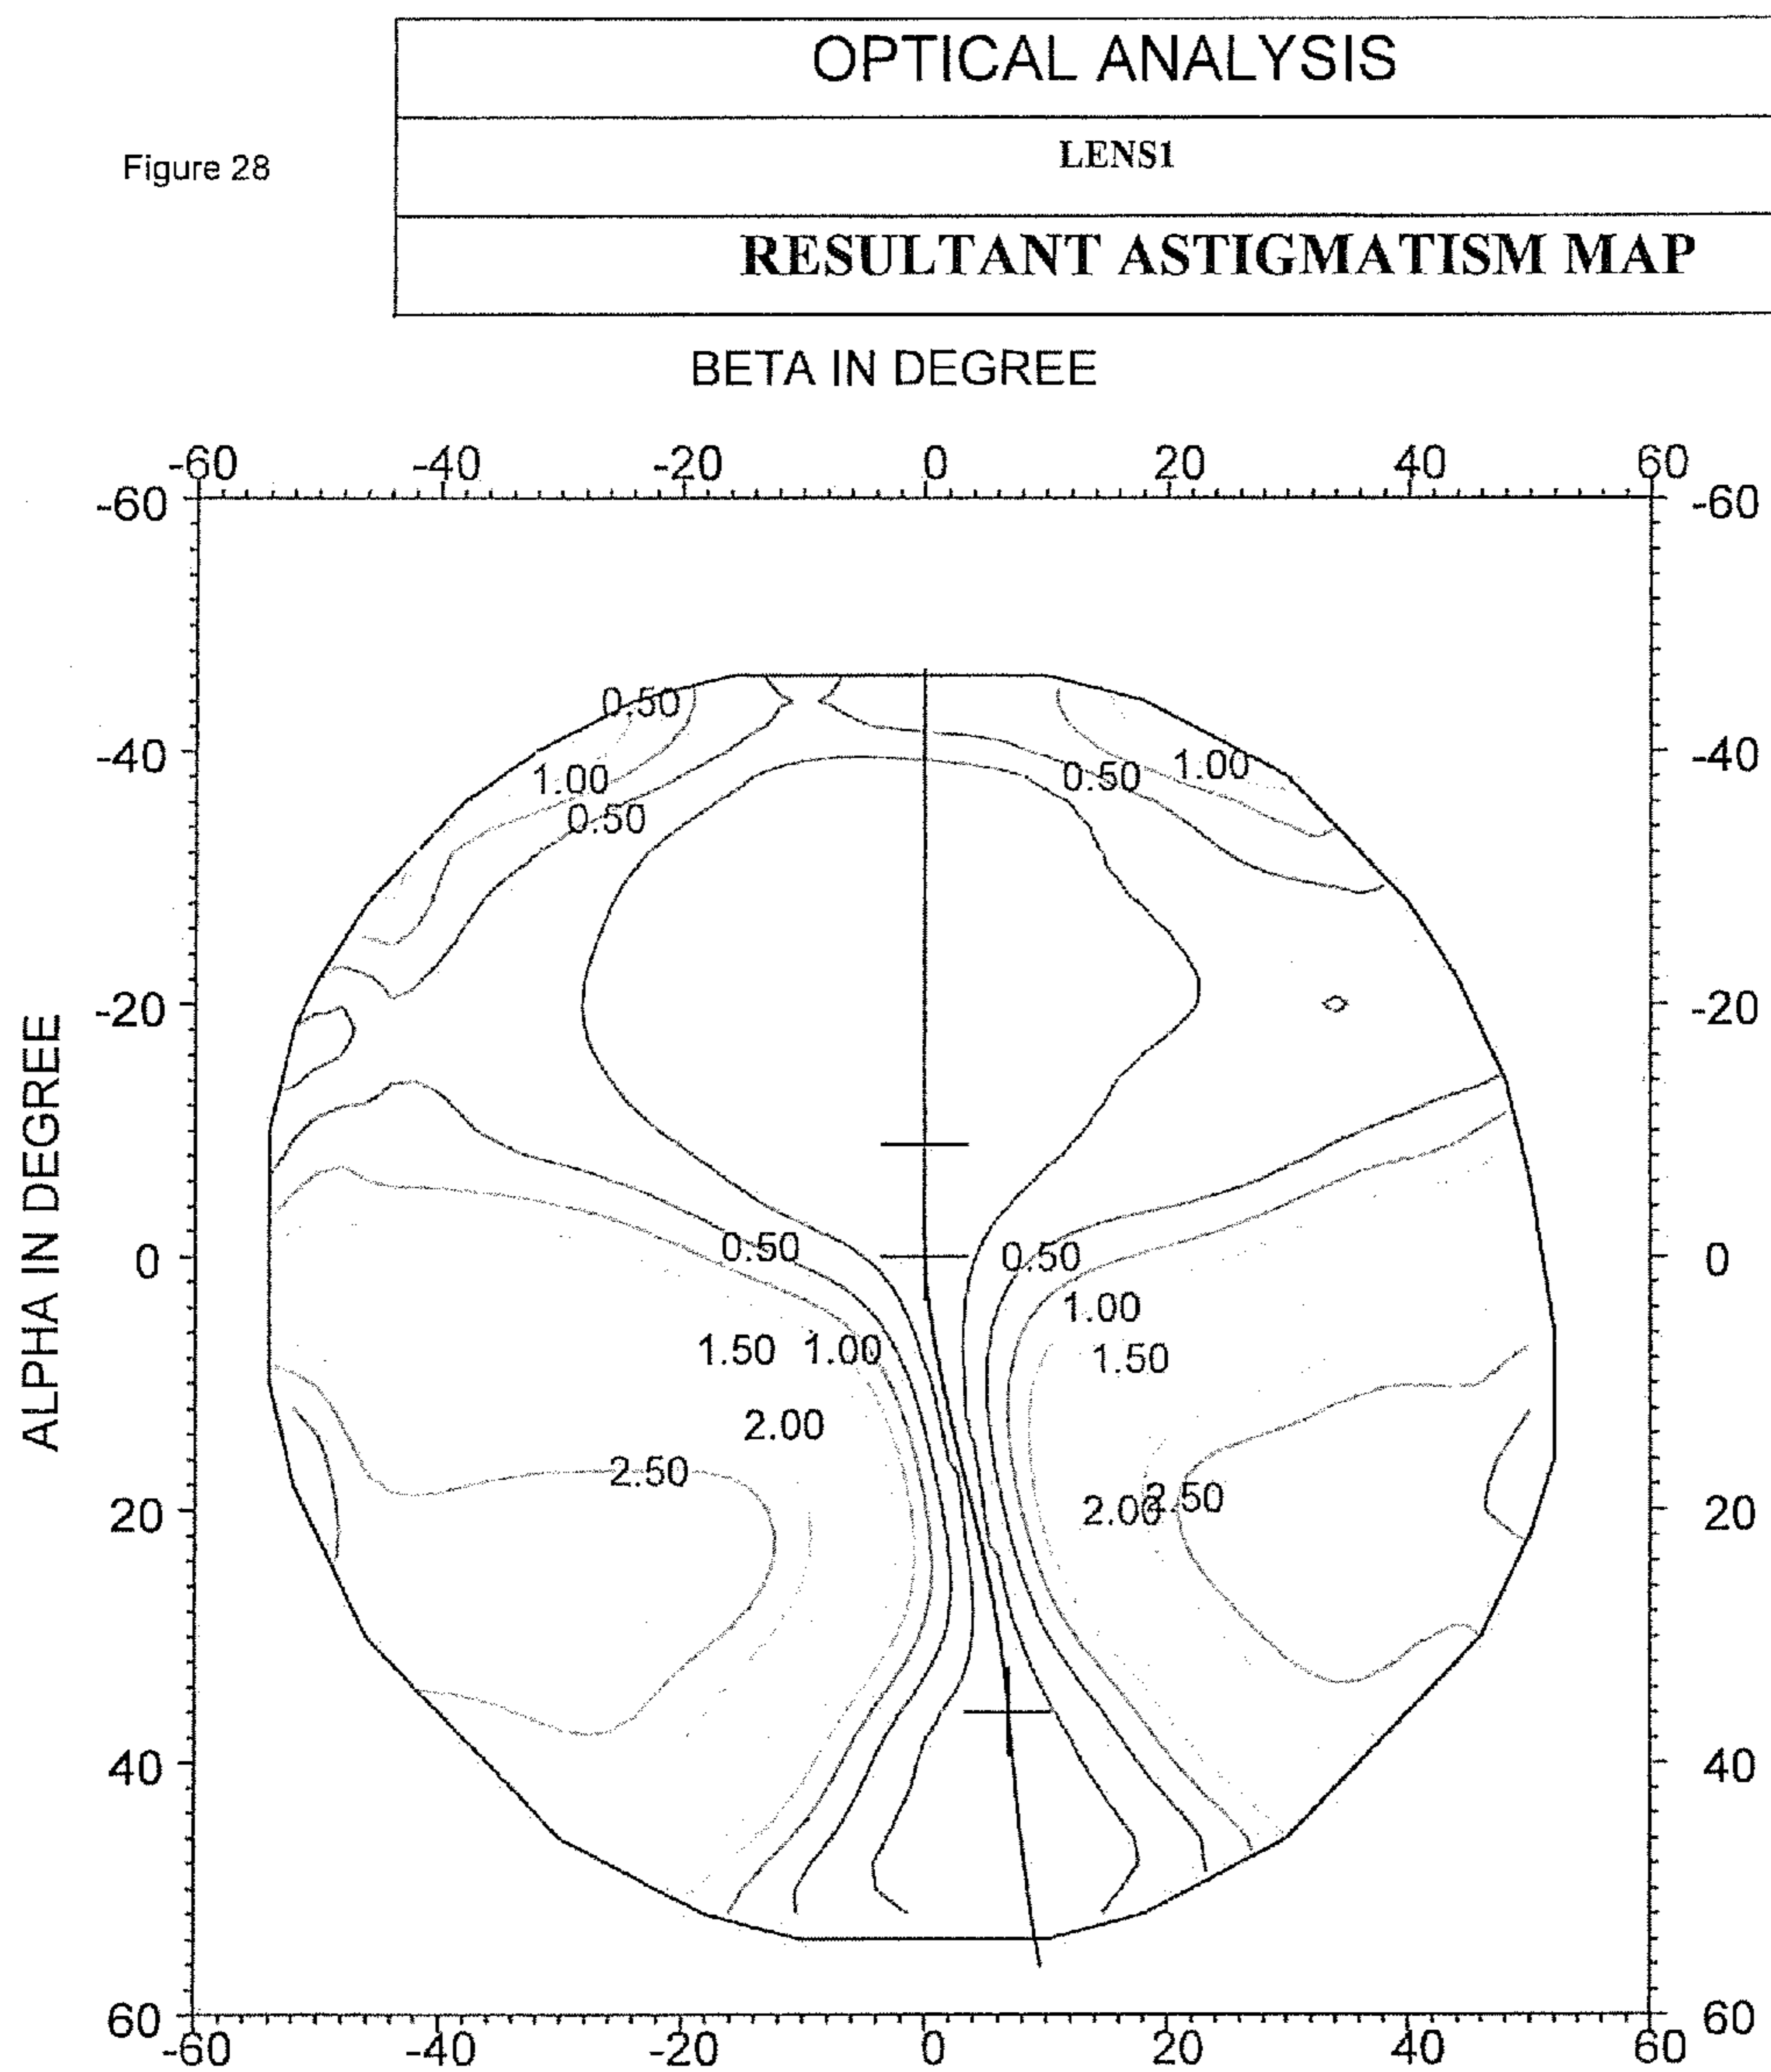 OPTICAL ANALYSIS
Figure 28
LENS1
RESULTANT ASTIGMATISM MAP
BETA IN DEGREE
-60 -40 -20 0 20 40 60
-60 -60
0.50
-40 1.00 0.50 1.00 -40
0.50
-20 -20
ALPHA IN DEGREE
0 0.50 0.50 0
1.00
1.50 1.00 1.50
2.00
2.50
20 2.00 2.50 20
40 40
60 60
-60 -40 -20 0 20 40 60